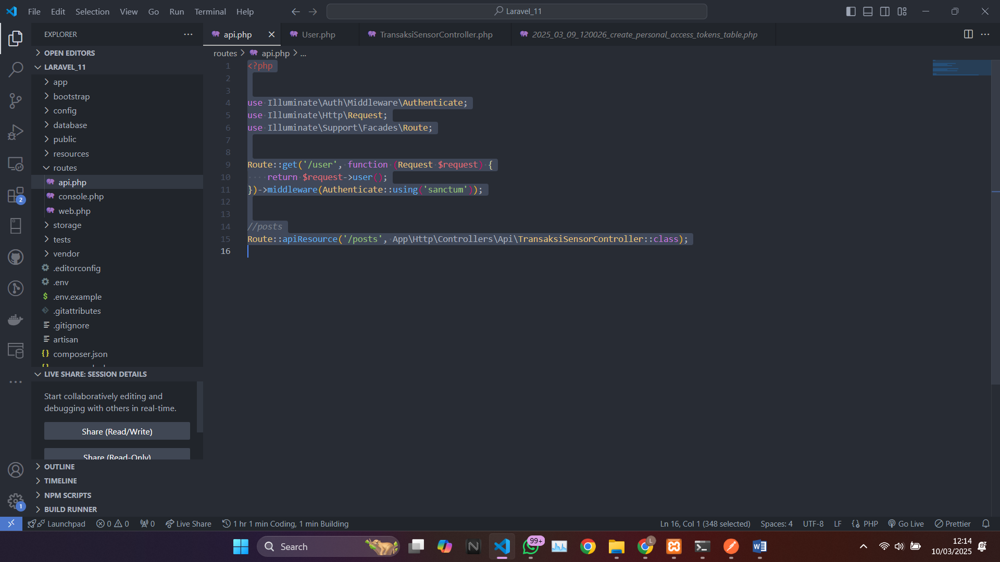 File Edit Selection View Go Run Terminal Help
Laravel_11
EXPLORER
api.php
User.php
TransaksiSensorController.php
2025_03_09_120026_create_personal_access_tokens_table.php
OPEN EDITORS
LARAVEL_11
app
bootstrap
config
database
public
resources
routes
api.php
console.php
web.php
storage
tests
vendor
.editorconfig
.env
$ .env.example
.gitattributes
.gitignore
artisan
{} composer.json
LIVE SHARE: SESSION DETAILS
Start collaboratively editing and
debugging with others in real-time.
Share (Read/Write)
Share (Read-Only)
OUTLINE
TIMELINE
NPM SCRIPTS
BUILD RUNNER
2
1
routes > api.php > ...
1 <?php
2
3
4 use Illuminate\Auth\Middleware\Authenticate;
5 use Illuminate\Http\Request;
6 use Illuminate\Support\Facades\Route;
7
8
9 Route::get('/user', function (Request $request) {
10 ····return $request->user();
11 })->middleware(Authenticate::using('sanctum'));
12
13
14 //posts
15 Route::apiResource('/posts', App\Http\Controllers\Api\TransaksiSensorController::class);
16
Launchpad 0 0 0 Live Share 1 hr 1 min Coding, 1 min Building
Ln 16, Col 1 (348 selected) Spaces: 4 UTF-8 LF {} PHP Go Live Prettier
Search
99+
L
12:14
10/03/2025